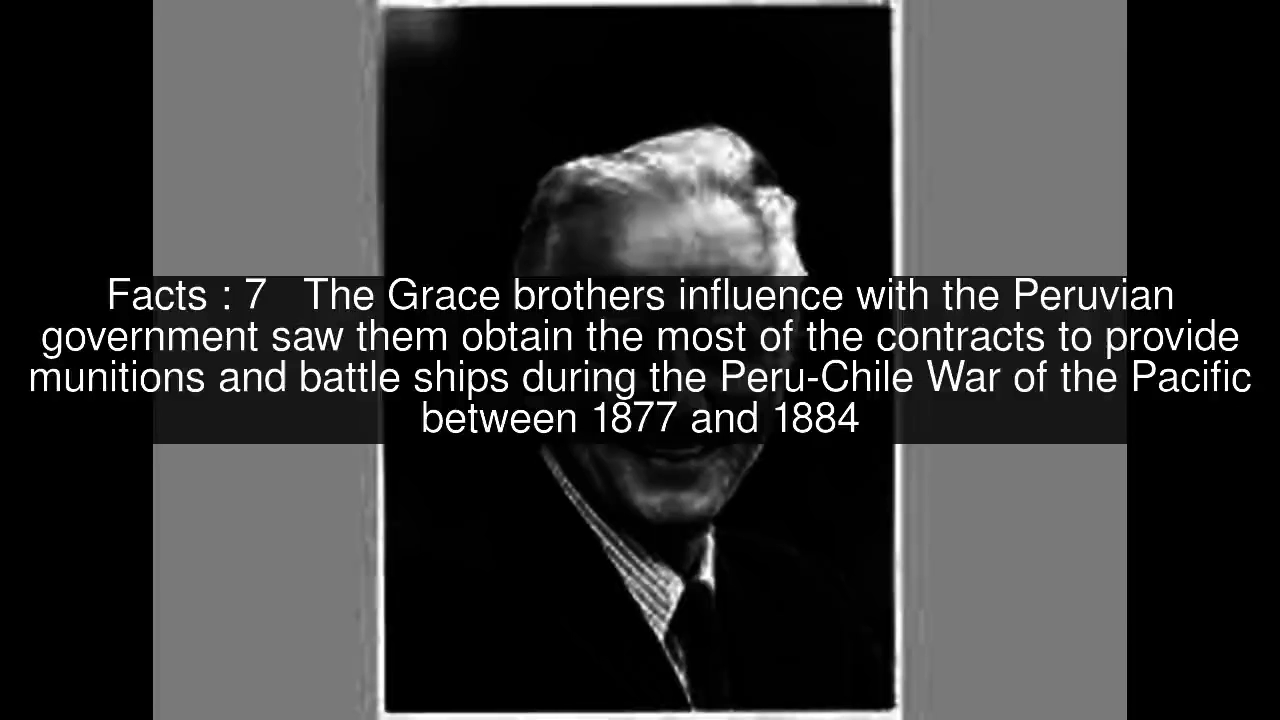 Facts : 7   The Grace brothers influence with the Peruvian
government saw them obtain the most of the contracts to provide
munitions and battle ships during the Peru-Chile War of the Pacific
between 1877 and 1884